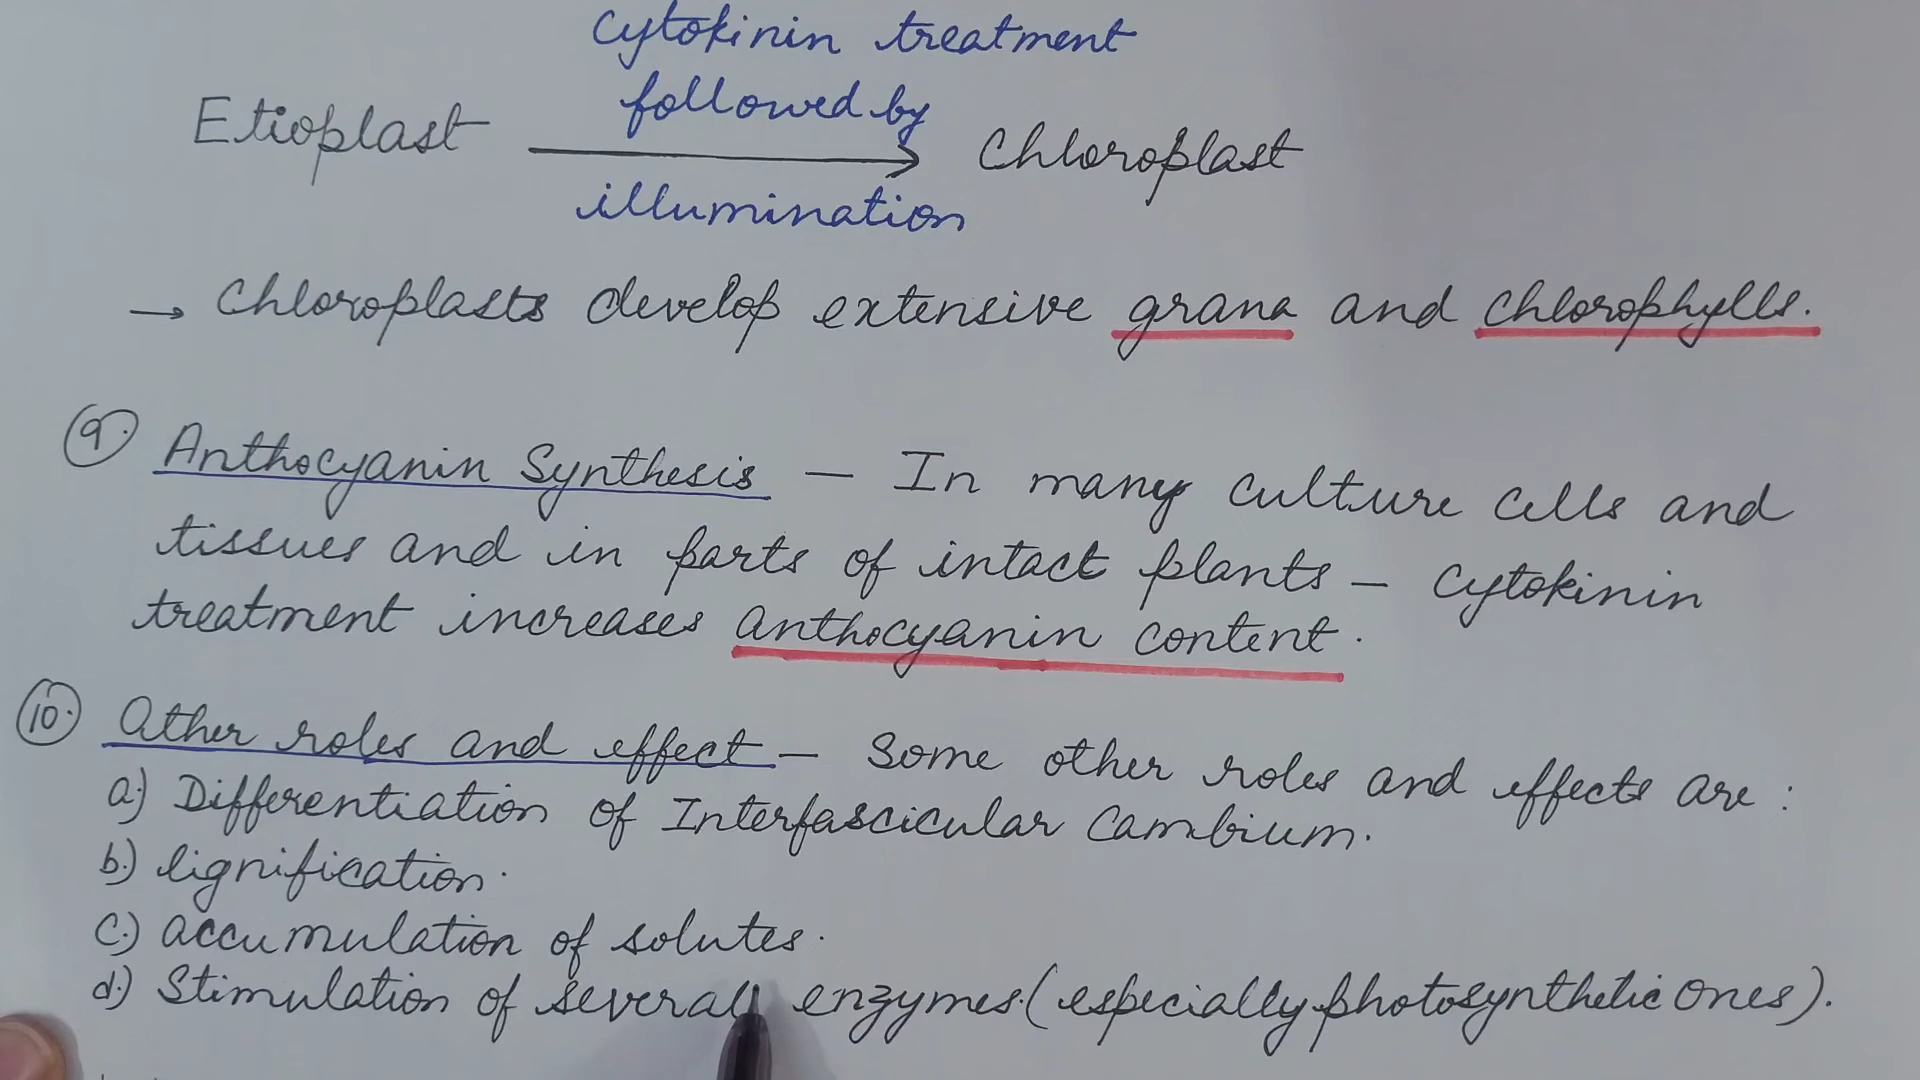 Cytokinin treatment
followed by
Etioplast → Chloroplast
illumination
→ Chloroplasts develop extensive grana and chlorophylls.
9. Anthocyanin Synthesis — In many culture cells and
tissues and in parts of intact plants — Cytokinin
treatment increases anthocyanin content.
10. Other roles and effect — Some other roles and effects are :
a.) Differentiation of Interfascicular Cambium.
b.) lignification.
c.) accumulation of solutes.
d.) Stimulation of several enzymes. (especially photosynthetic ones).